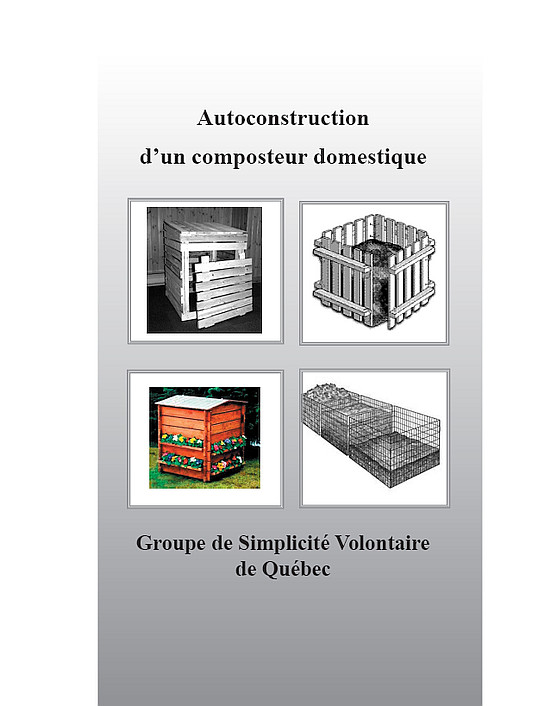 Autoconstruction
d’un composteur domestique
Groupe de Simplicité Volontaire
de Québec